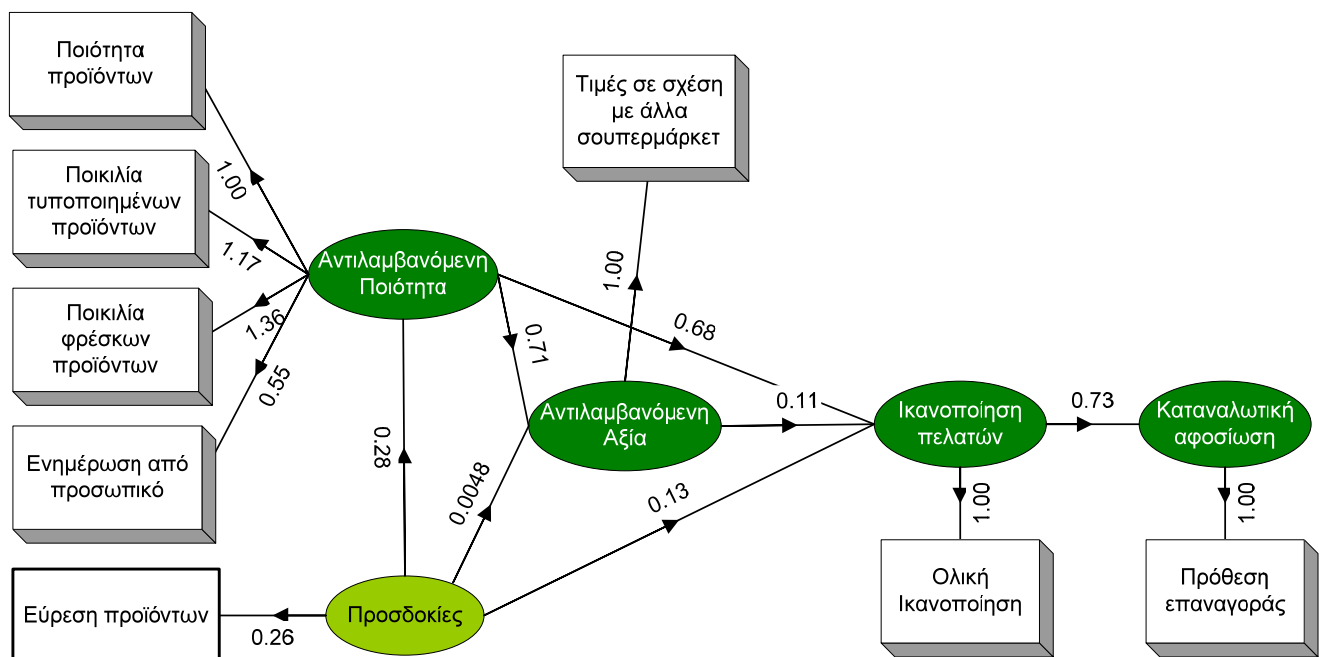 Ποιότητα
προϊόντων
Τιμές σε σχέση
με άλλα
σουπερμάρκετ
1.00
Ποικιλία
τυποποιημένων
προϊόντων
1.17
Αντιλαμβανόμενη
Ποιότητα
1.00
Ποικιλία
φρέσκων
προϊόντων
1.36
0.55
0.71
0.68
Αντιλαμβανόμενη
Αξία
0.11
Ικανοποίηση
πελατών
0.73
Καταναλωτική
αφοσίωση
Ενημέρωση από
προσωπικό
0.28
0.0048
0.13
1.00
1.00
Εύρεση προϊόντων
0.26
Προσδοκίες
Ολική
Ικανοποίηση
Πρόθεση
επαναγοράς